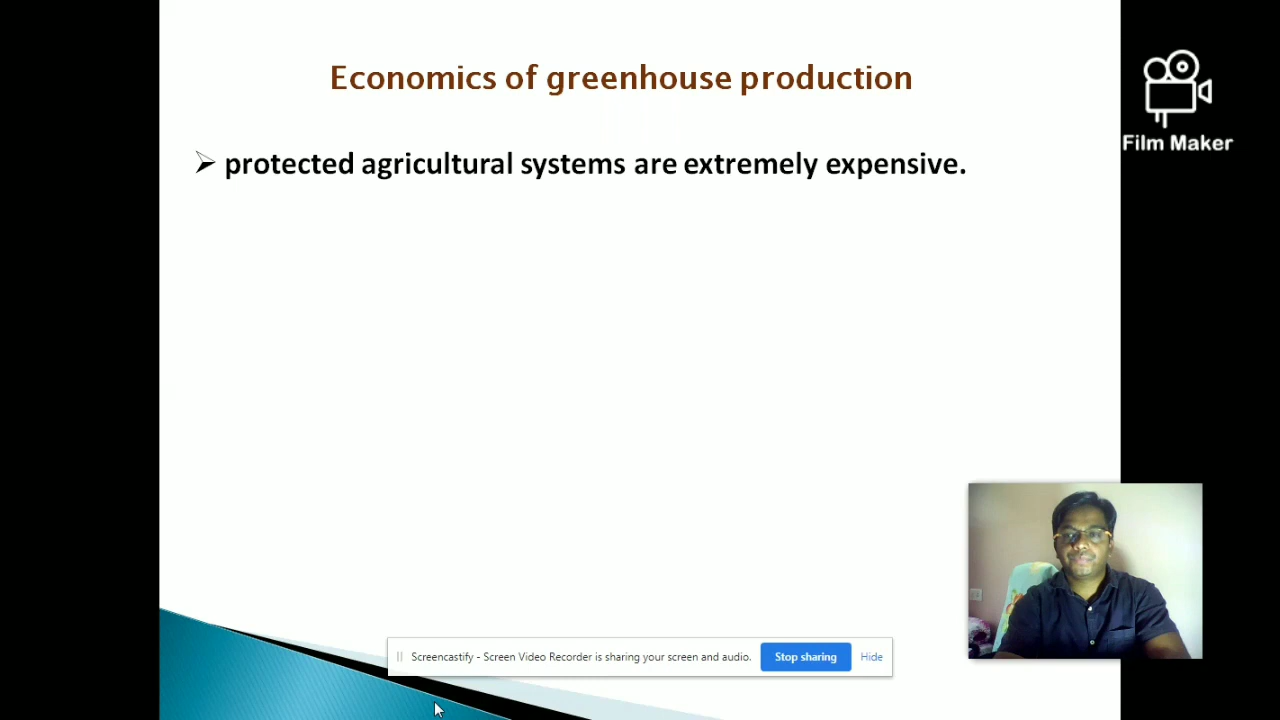 Economics of greenhouse production
protected agricultural systems are extremely expensive.
Film Maker
Screencastify - Screen Video Recorder is sharing your screen and audio. Stop sharing Hide